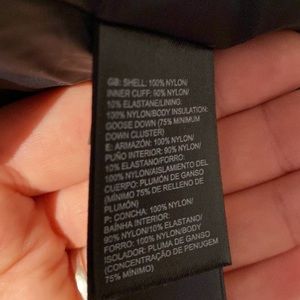 GB: SHELL: 100% NYLON/
INNER CLIFF: 90% NYLON/
10% ELASTANE/LINING:
100% NYLON/BODY INSULATION:
GOOSE DOWN (75% MINIMUM
DOWN CLUSTER)
E: ARMAZÓN: 100% NYLON/
PUÑO INTERIOR: 90% NYLON/
10% ELASTANO/FORRO:
100% NYLON/AISLAMIENTO DEL
CUERPO: PLUMÓN DE GANSO
(MÍNIMO 75% DE RELLENO DE
PLUMÓN)
P: CONCHA: 100% NYLON/
BAÍNHA INTERIOR:
90% NYLON/10% ELASTANO/
FORRO: 100% NYLON/BODY
ISOLADOR: PLUMA DE GANSO
(CONCENTRAÇÃO DE PENUGEM
75% MÍNIMO)